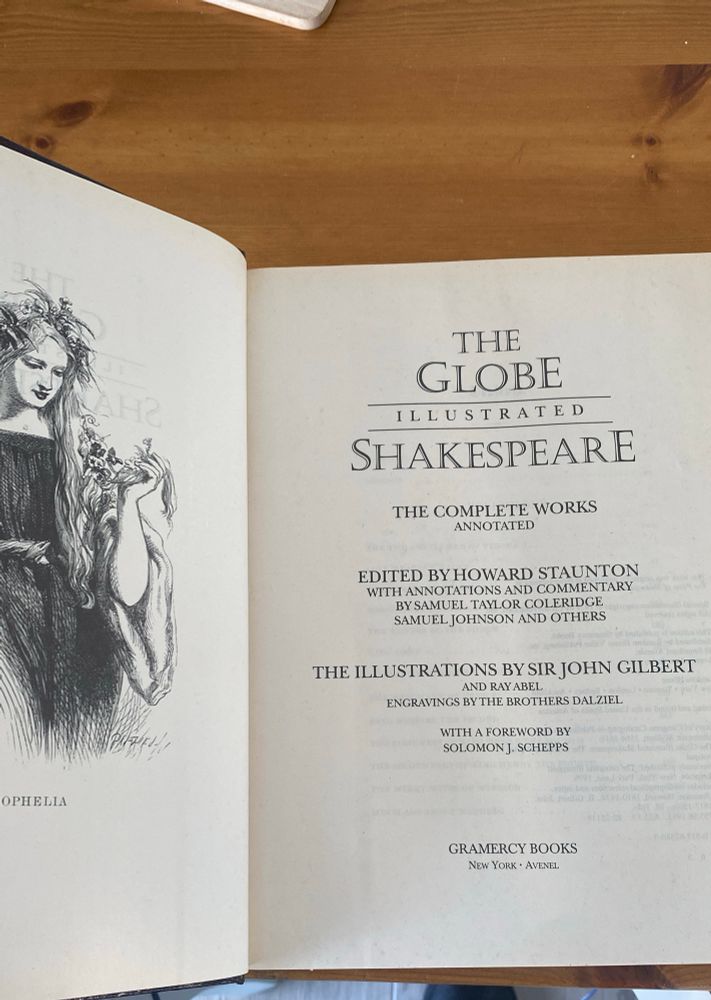 OPHELIA
THE
GLOBE
ILLUSTRATED
SHAKESPEARE
THE COMPLETE WORKS
ANNOTATED
EDITED BY HOWARD STAUNTON
WITH ANNOTATIONS AND COMMENTARY
BY SAMUEL TAYLOR COLERIDGE
SAMUEL JOHNSON AND OTHERS
THE ILLUSTRATIONS BY SIR JOHN GILBERT
AND RAY ABEL
ENGRAVINGS BY THE BROTHERS DALZIEL
WITH A FOREWORD BY
SOLOMON J. SCHEPPS
GRAMERCY BOOKS
NEW YORK · AVENEL